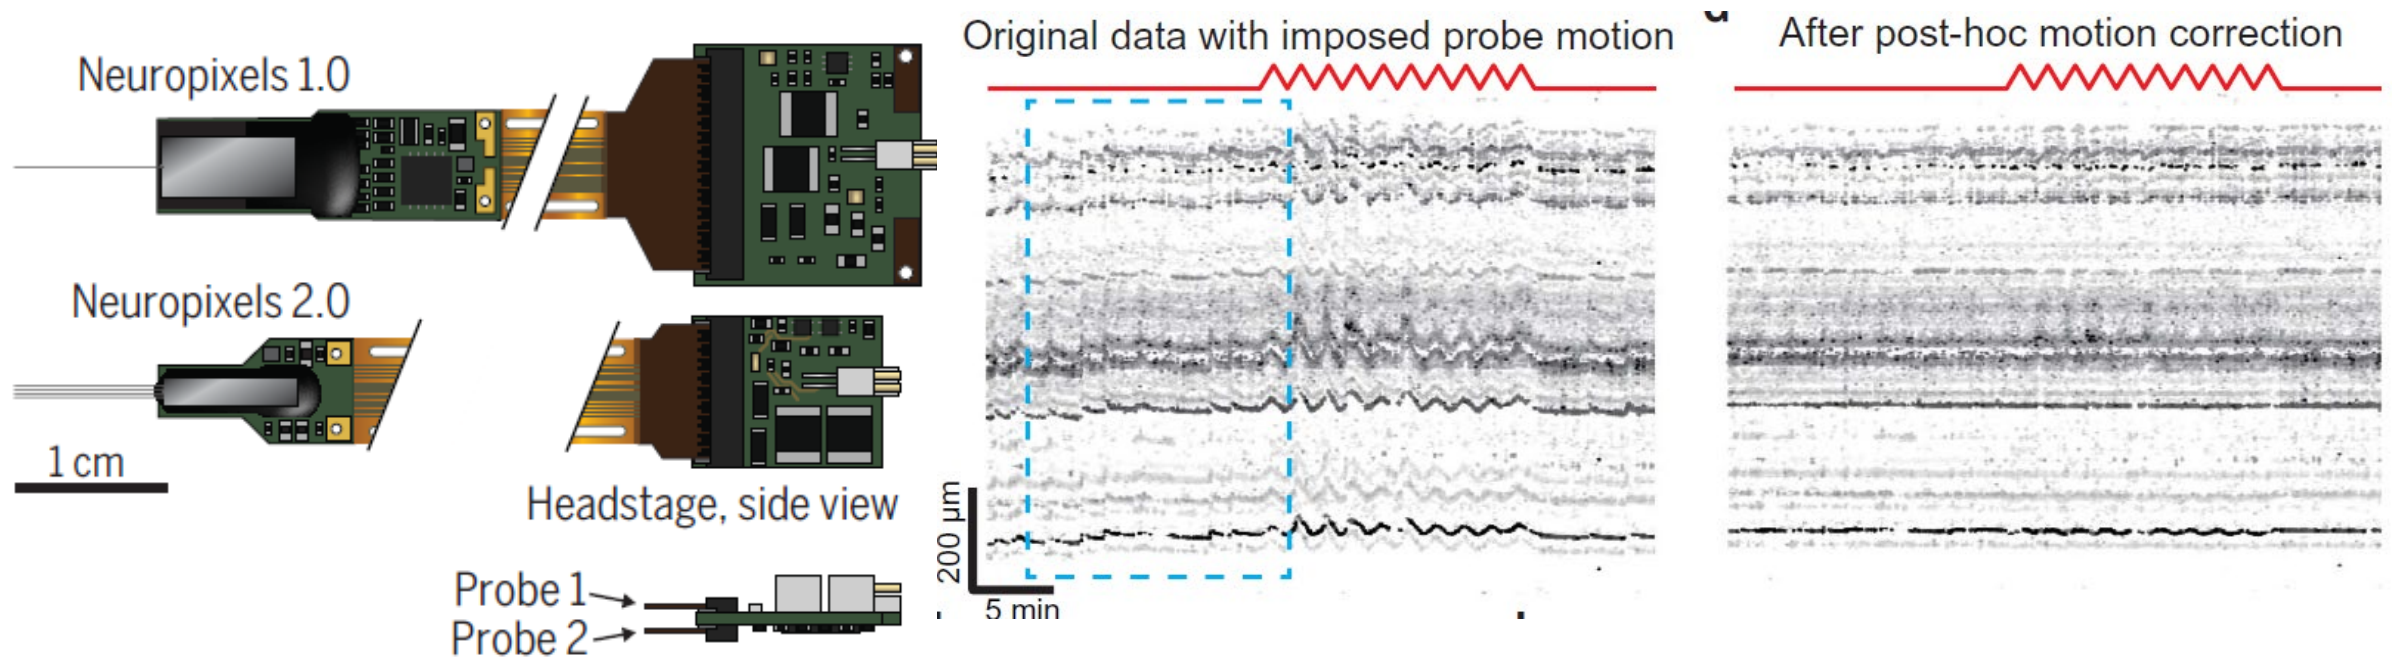 Neuropixels 1.0
Neuropixels 2.0
1 cm
Headstage, side view
Probe 1
Probe 2
Original data with imposed probe motion
200 µm
5 min
After post-hoc motion correction